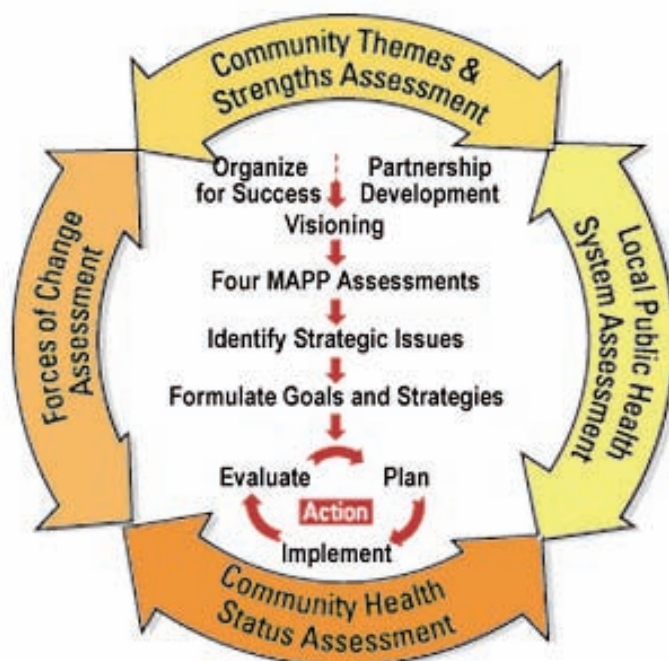 Community Themes &
Strengths Assessment
Organize
for Success
Partnership
Development
Visioning
Four MAPP Assessments
Identify Strategic Issues
Formulate Goals and Strategies
Evaluate
Plan
Action
Implement
Forces of Change
Assessment
Local Public Health
System Assessment
Community Health
Status Assessment